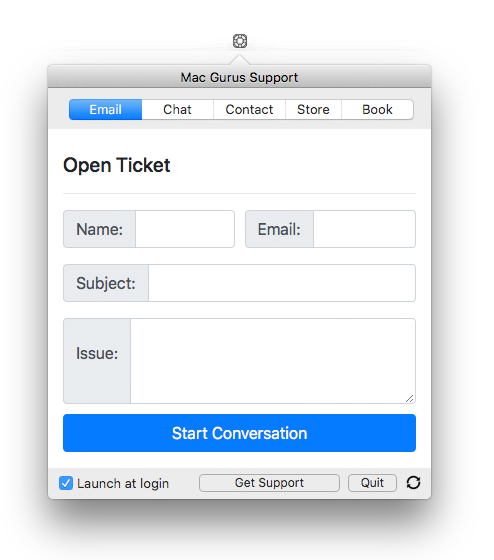 Mac Gurus Support
Email Chat Contact Store Book
Open Ticket
Name: Email:
Subject:
Issue:
Start Conversation
Launch at login Get Support Quit